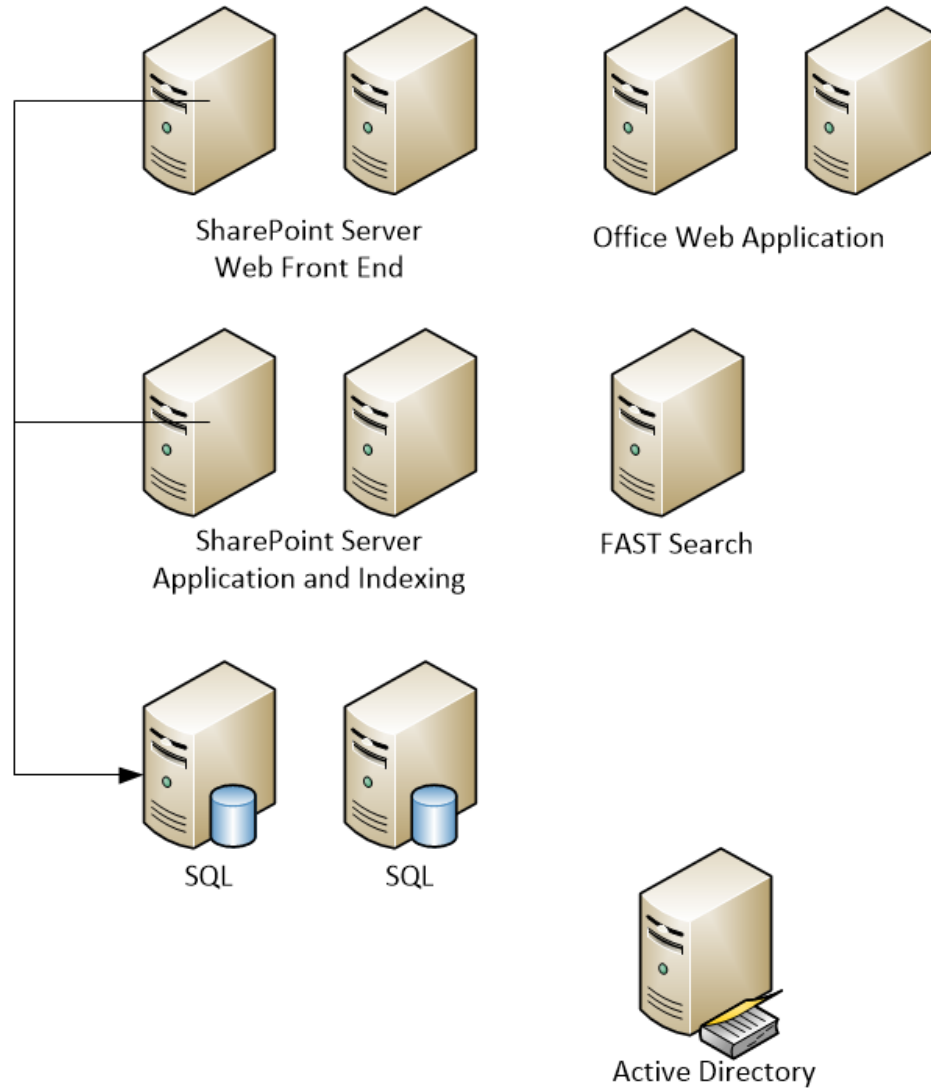 SharePoint Server
Web Front End
Office Web Application
SharePoint Server
Application and Indexing
FAST Search
SQL
SQL
Active Directory